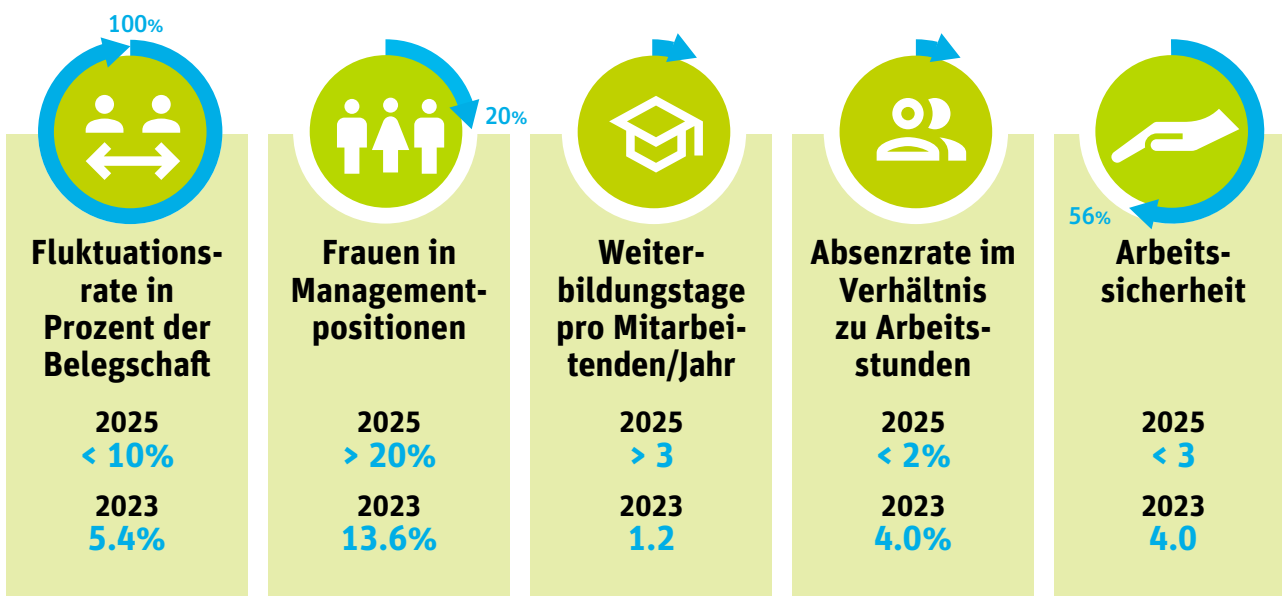 100%
Fluktuations-
rate in
Prozent der
Belegschaft
2025
< 10%
2023
5.4%
20%
Frauen in
Management-
positionen
2025
> 20%
2023
13.6%
Weiter-
bildungstage
pro Mitarbei-
tenden/Jahr
2025
> 3
2023
1.2
Absenzrate im
Verhältnis
zu Arbeits-
stunden
2025
< 2%
2023
4.0%
56%
Arbeits-
sicherheit
2025
< 3
2023
4.0